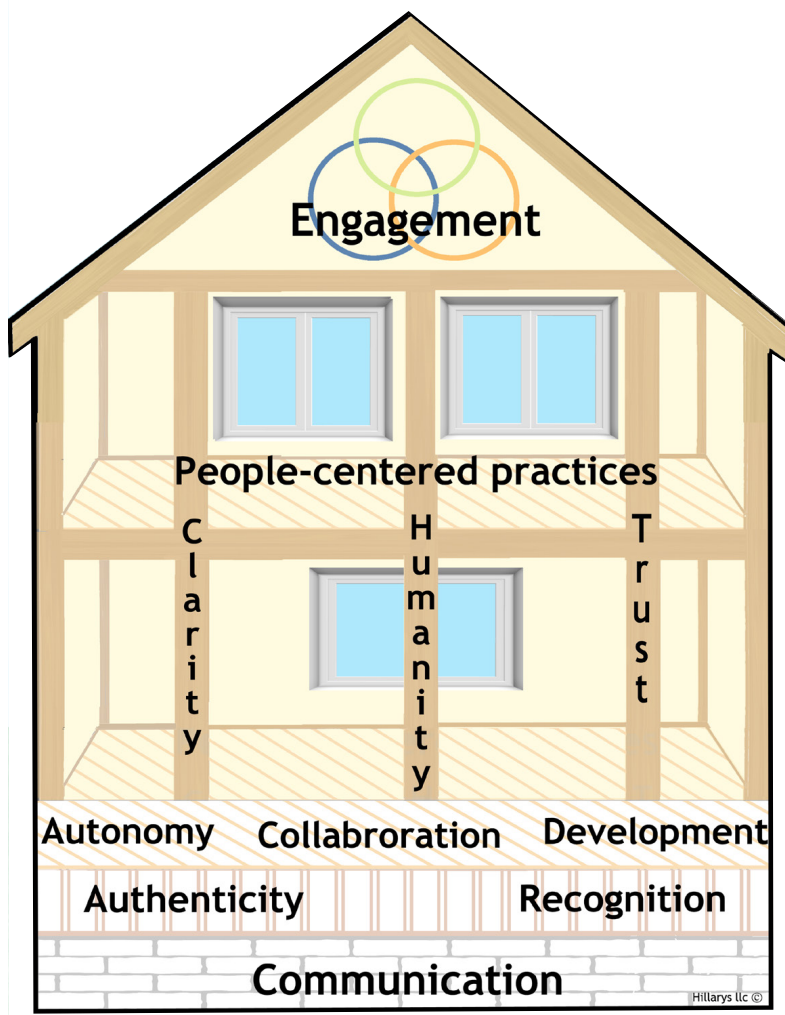 Engagement
People-centered practices
Clarity
Humanity
Trust
Autonomy Collabroration Development
Authenticity Recognition
Communication
Hillarys llc ©